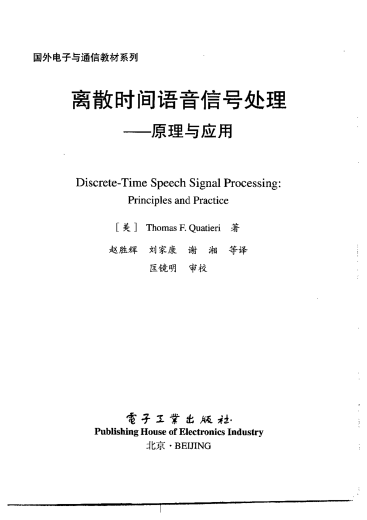 国外电子与通信教材系列
离散时间语音信号处理
——原理与应用
Discrete-Time Speech Signal Processing:
Principles and Practice
［美］ Thomas F. Quatieri 著
赵胜辉 刘家康 谢 湘 等译
匡镜明 审校
電子工業出版社
Publishing House of Electronics Industry
北京·BEIJING